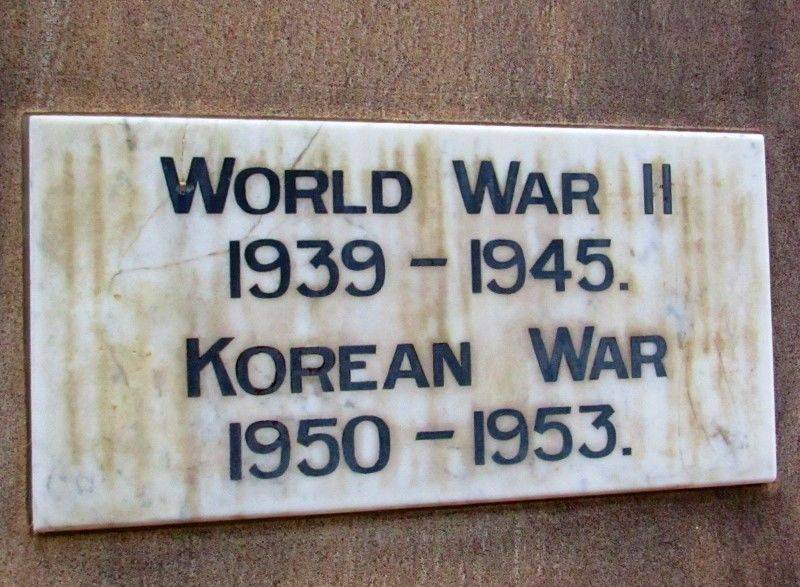 WORLD WAR II
1939 – 1945.
KOREAN WAR
1950 – 1953.